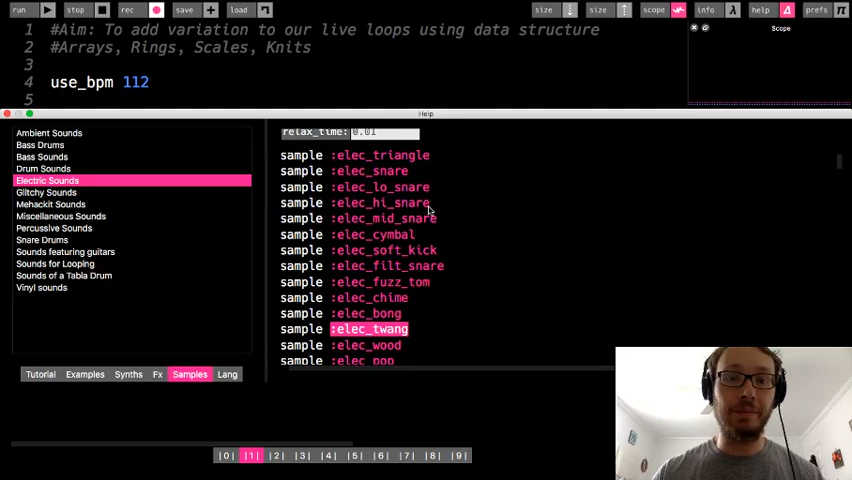 run stop rec save load size size scope info help prefs
1 #Aim: To add variation to our live loops using data structure
2 #Arrays, Rings, Scales, Knits
3
4 use_bpm 112
5
Scope
Help
Ambient Sounds
Bass Drums
Bass Sounds
Drum Sounds
Electric Sounds
Glitchy Sounds
Mehackit Sounds
Miscellaneous Sounds
Percussive Sounds
Snare Drums
Sounds featuring guitars
Sounds for Looping
Sounds of a Tabla Drum
Vinyl sounds
relax_time: 0.01
sample :elec_triangle
sample :elec_snare
sample :elec_lo_snare
sample :elec_hi_snare
sample :elec_mid_snare
sample :elec_cymbal
sample :elec_soft_kick
sample :elec_filt_snare
sample :elec_fuzz_tom
sample :elec_chime
sample :elec_bong
sample :elec_twang
sample :elec_wood
sample :elec_pop
Tutorial Examples Synths Fx Samples Lang
|0| |1| |2| |3| |4| |5| |6| |7| |8| |9|